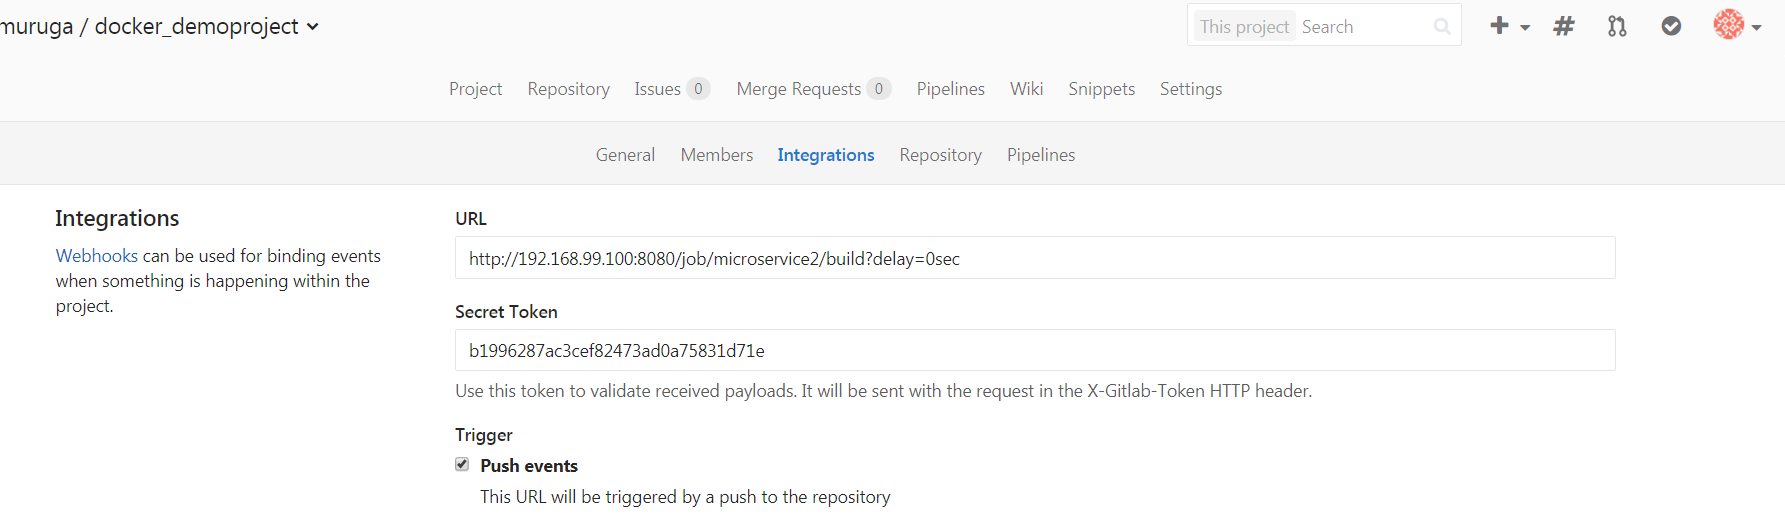 muruga / docker_demoproject
This project Search
Project Repository Issues 0 Merge Requests 0 Pipelines Wiki Snippets Settings
General Members Integrations Repository Pipelines
Integrations
Webhooks can be used for binding events
when something is happening within the
project.
URL
http://192.168.99.100:8080/job/microservice2/build?delay=0sec
Secret Token
b1996287ac3cef82473ad0a75831d71e
Use this token to validate received payloads. It will be sent with the request in the X-Gitlab-Token HTTP header.
Trigger
Push events
This URL will be triggered by a push to the repository